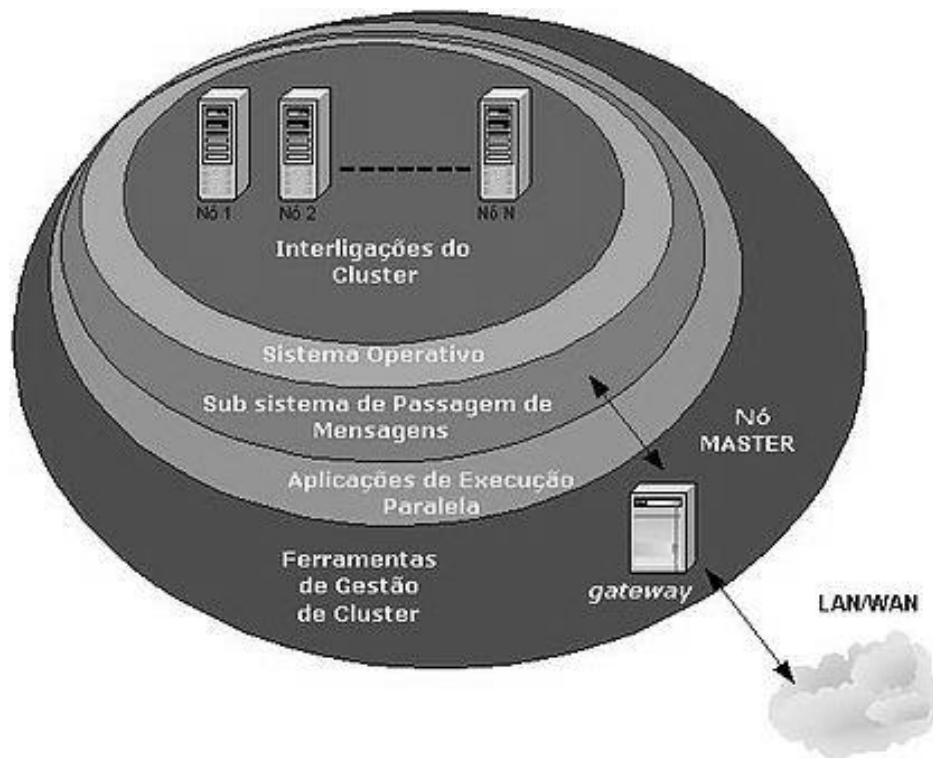 Nó 1
Nó 2
Nó N
Interligações do
Cluster
Sistema Operativo
Sub sistema de Passagem de
Mensagens
Aplicações de Execução
Paralela
Nó
MASTER
Ferramentas
de Gestão
de Cluster
gateway
LAN/WAN